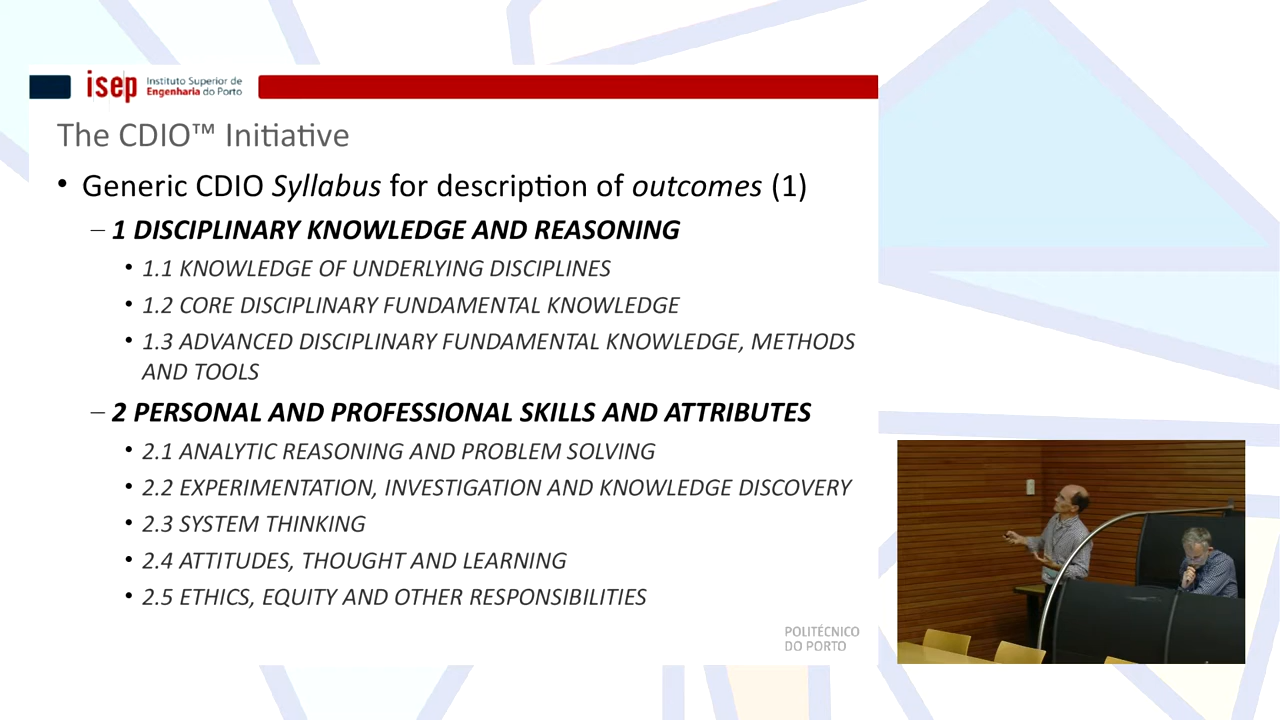 isep Instituto Superior de
Engenharia do Porto
The CDIO™ Initiative
• Generic CDIO Syllabus for description of outcomes (1)
– 1 DISCIPLINARY KNOWLEDGE AND REASONING
• 1.1 KNOWLEDGE OF UNDERLYING DISCIPLINES
• 1.2 CORE DISCIPLINARY FUNDAMENTAL KNOWLEDGE
• 1.3 ADVANCED DISCIPLINARY FUNDAMENTAL KNOWLEDGE, METHODS
AND TOOLS
– 2 PERSONAL AND PROFESSIONAL SKILLS AND ATTRIBUTES
• 2.1 ANALYTIC REASONING AND PROBLEM SOLVING
• 2.2 EXPERIMENTATION, INVESTIGATION AND KNOWLEDGE DISCOVERY
• 2.3 SYSTEM THINKING
• 2.4 ATTITUDES, THOUGHT AND LEARNING
• 2.5 ETHICS, EQUITY AND OTHER RESPONSIBILITIES
POLITÉCNICO
DO PORTO